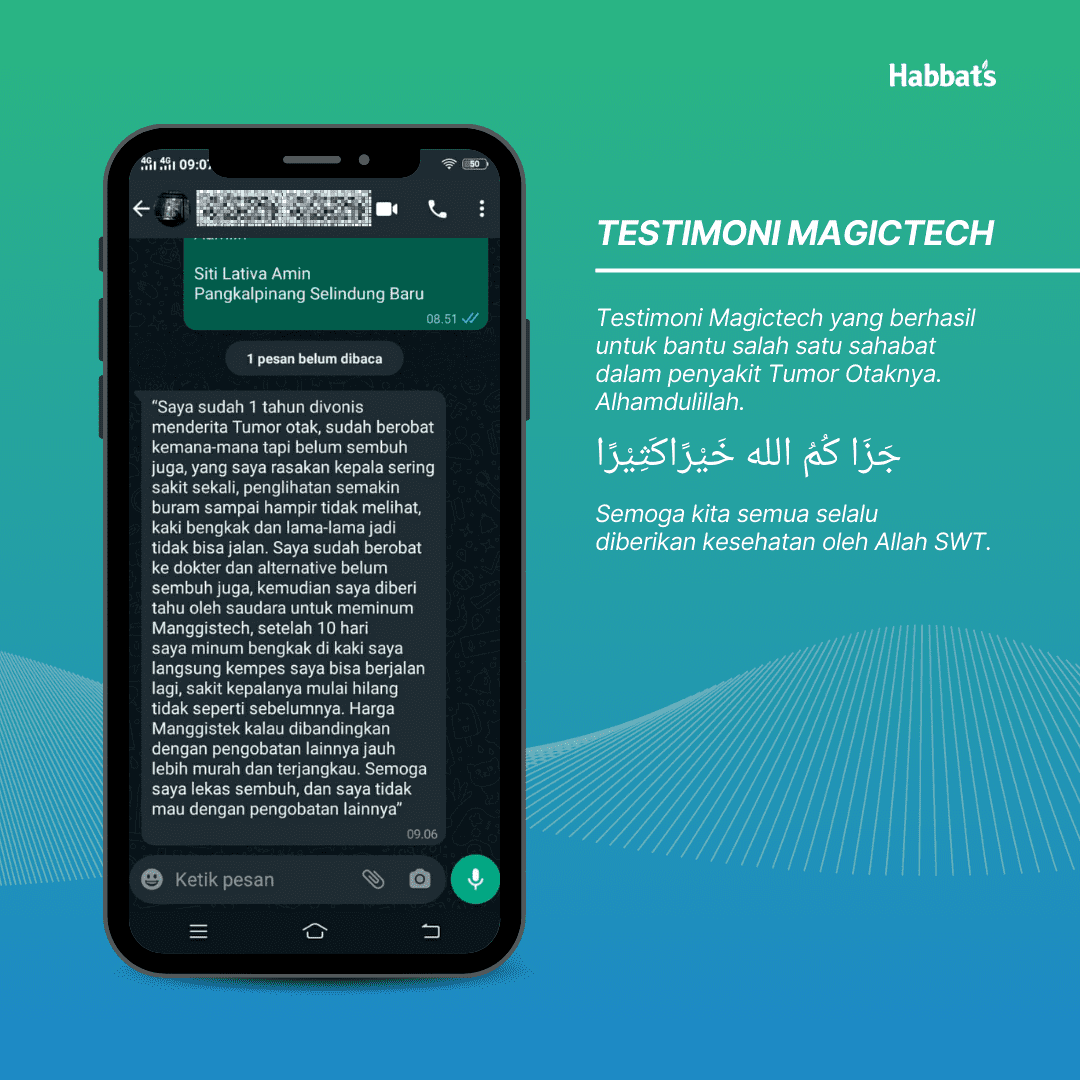 Habbat's
4G 4G 09:07
50
Siti Lativa Amin
Pangkalpinang Selindung Baru
08.51
1 pesan belum dibaca
“Saya sudah 1 tahun divonis
menderita Tumor otak, sudah berobat
kemana-mana tapi belum sembuh
juga, yang saya rasakan kepala sering
sakit sekali, penglihatan semakin
buram sampai hampir tidak melihat,
kaki bengkak dan lama-lama jadi
tidak bisa jalan. Saya sudah berobat
ke dokter dan alternative belum
sembuh juga, kemudian saya diberi
tahu oleh saudara untuk meminum
Manggistech, setelah 10 hari
saya minum bengkak di kaki saya
langsung kempes saya bisa berjalan
lagi, sakit kepalanya mulai hilang
tidak seperti sebelumnya. Harga
Manggistek kalau dibandingkan
dengan pengobatan lainnya jauh
lebih murah dan terjangkau. Semoga
saya lekas sembuh, dan saya tidak
mau dengan pengobatan lainnya”
09.06
Ketik pesan
TESTIMONI MAGICTECH
Testimoni Magictech yang berhasil
untuk bantu salah satu sahabat
dalam penyakit Tumor Otaknya.
Alhamdulillah.
جَزَا كُمُ الله خَيْرًاكَثِيْرًا
Semoga kita semua selalu
diberikan kesehatan oleh Allah SWT.